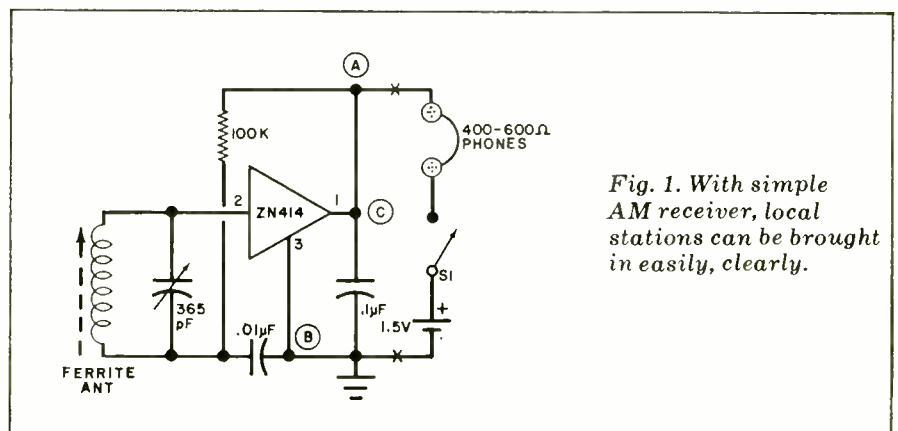 A
100K
400-600Ω
PHONES
2
ZN414
1
C
3
S1
365
pF
.01µF
B
.1µF
1.5V
+
FERRITE
ANT
Fig. 1. With simple
AM receiver, local
stations can be brought
in easily, clearly.